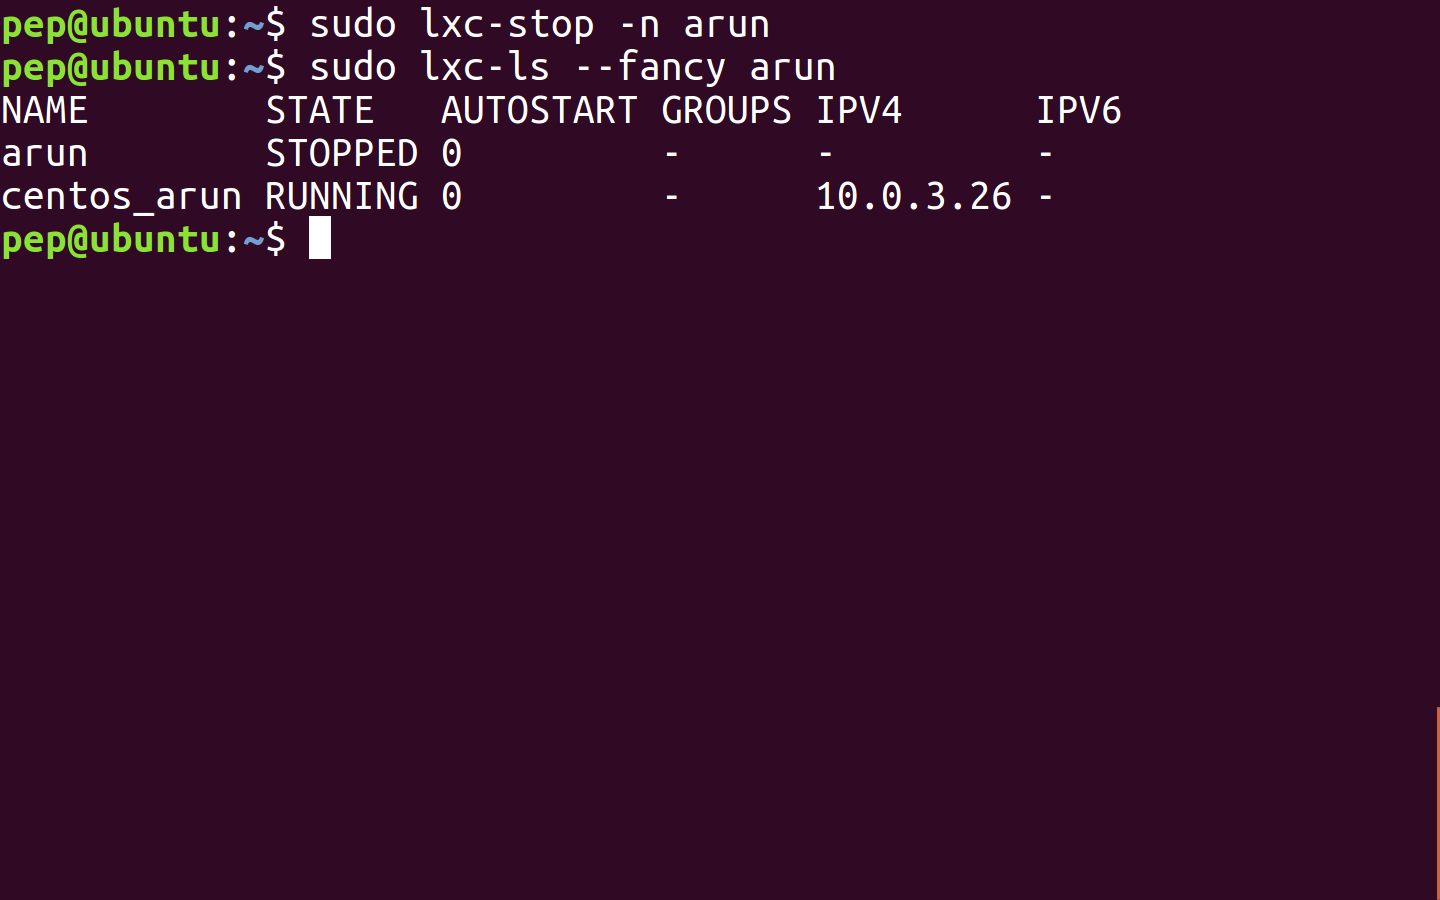 pep@ubuntu:~$ sudo lxc-stop -n arun
pep@ubuntu:~$ sudo lxc-ls --fancy arun
NAME        STATE   AUTOSTART GROUPS IPV4      IPV6
arun        STOPPED 0         -      -         -
centos_arun RUNNING 0         -      10.0.3.26 -
pep@ubuntu:~$